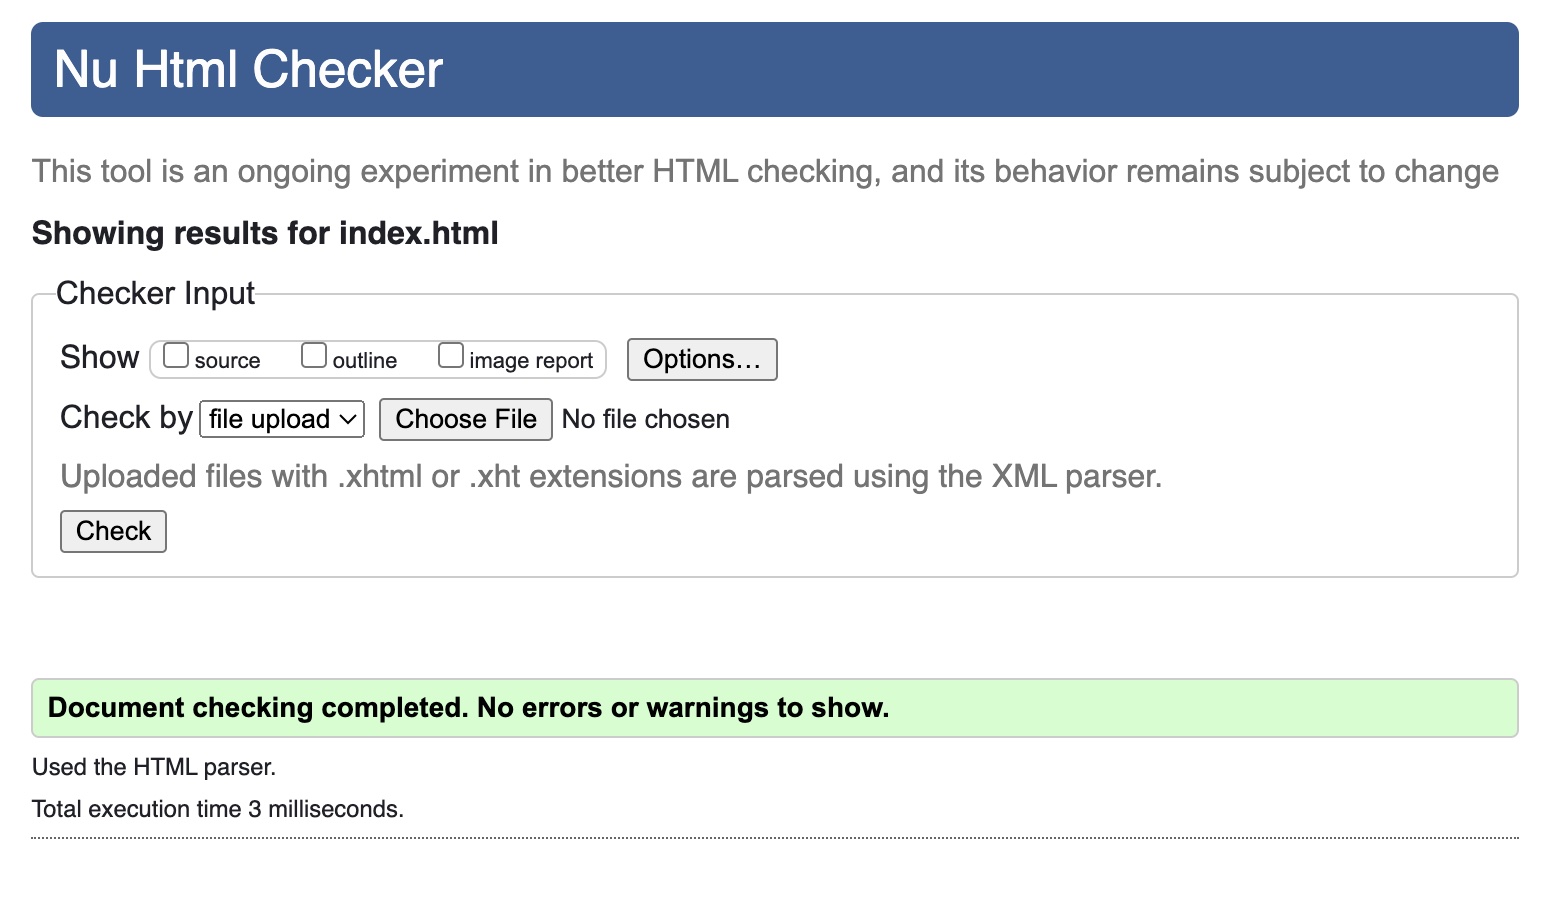 Nu Html Checker
This tool is an ongoing experiment in better HTML checking, and its behavior remains subject to change
Showing results for index.html
Checker Input
Show source outline image report Options...
Check by file upload Choose File No file chosen
Uploaded files with .xhtml or .xht extensions are parsed using the XML parser.
Check
Document checking completed. No errors or warnings to show.
Used the HTML parser.
Total execution time 3 milliseconds.